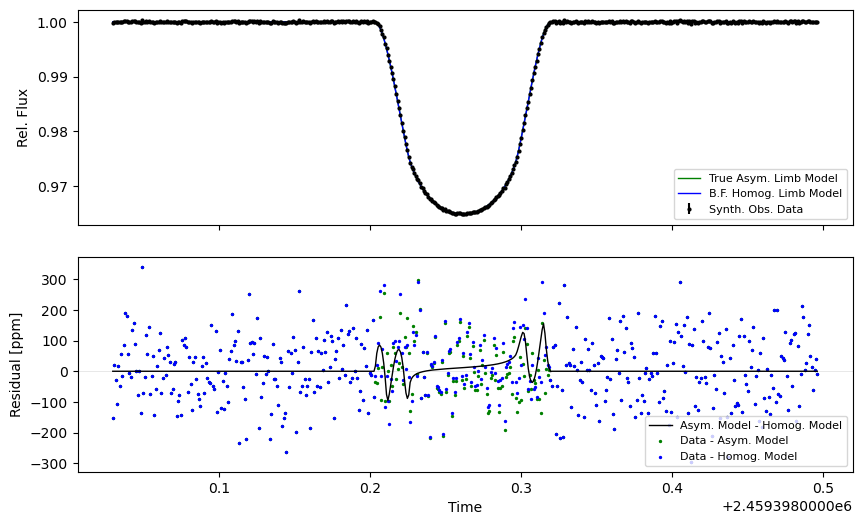 1.00
0.99
0.98
0.97
Rel. Flux
True Asym. Limb Model
B.F. Homog. Limb Model
Synth. Obs. Data
300
200
100
0
−100
−200
−300
Residual [ppm]
Asym. Model - Homog. Model
Data - Asym. Model
Data - Homog. Model
0.1
0.2
0.3
0.4
0.5
Time
+2.4593980000e6